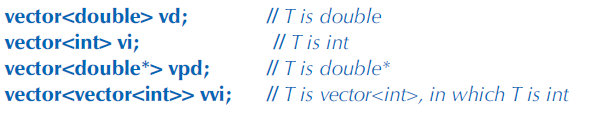 vector<double> vd; // T is double
vector<int> vi; // T is int
vector<double*> vpd; // T is double*
vector<vector<int>> vvi; // T is vector<int>, in which T is int